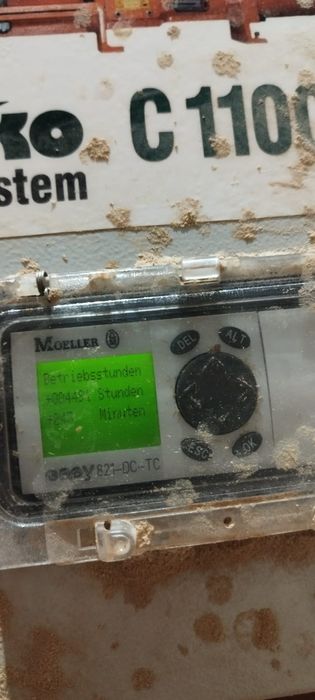 ko C 1100
stem
MOELLER
DEL
ALT
Betriebsstunden
Stunden
Minuten
ESC
OK
easy 821-DC-TC